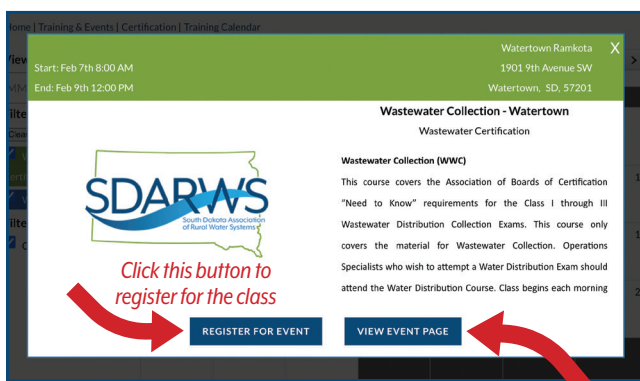 Home | Training & Events | Certification | Training Calendar
Start: Feb 7th 8:00 AM
End: Feb 9th 12:00 PM
Watertown Ramkota
1901 9th Avenue SW
Watertown, SD, 57201
X
>
SDARWS
South Dakota Association
of Rural Water Systems
Click this button to
register for the class
Wastewater Collection - Watertown
Wastewater Certification
Wastewater Collection (WWC)
This course covers the Association of Boards of Certification
“Need to Know” requirements for the Class I through III
Wastewater Distribution Collection Exams. This course only
covers the material for Wastewater Collection. Operations
Specialists who wish to attempt a Water Distribution Exam should
attend the Water Distribution Course. Class begins each morning
REGISTER FOR EVENT
VIEW EVENT PAGE